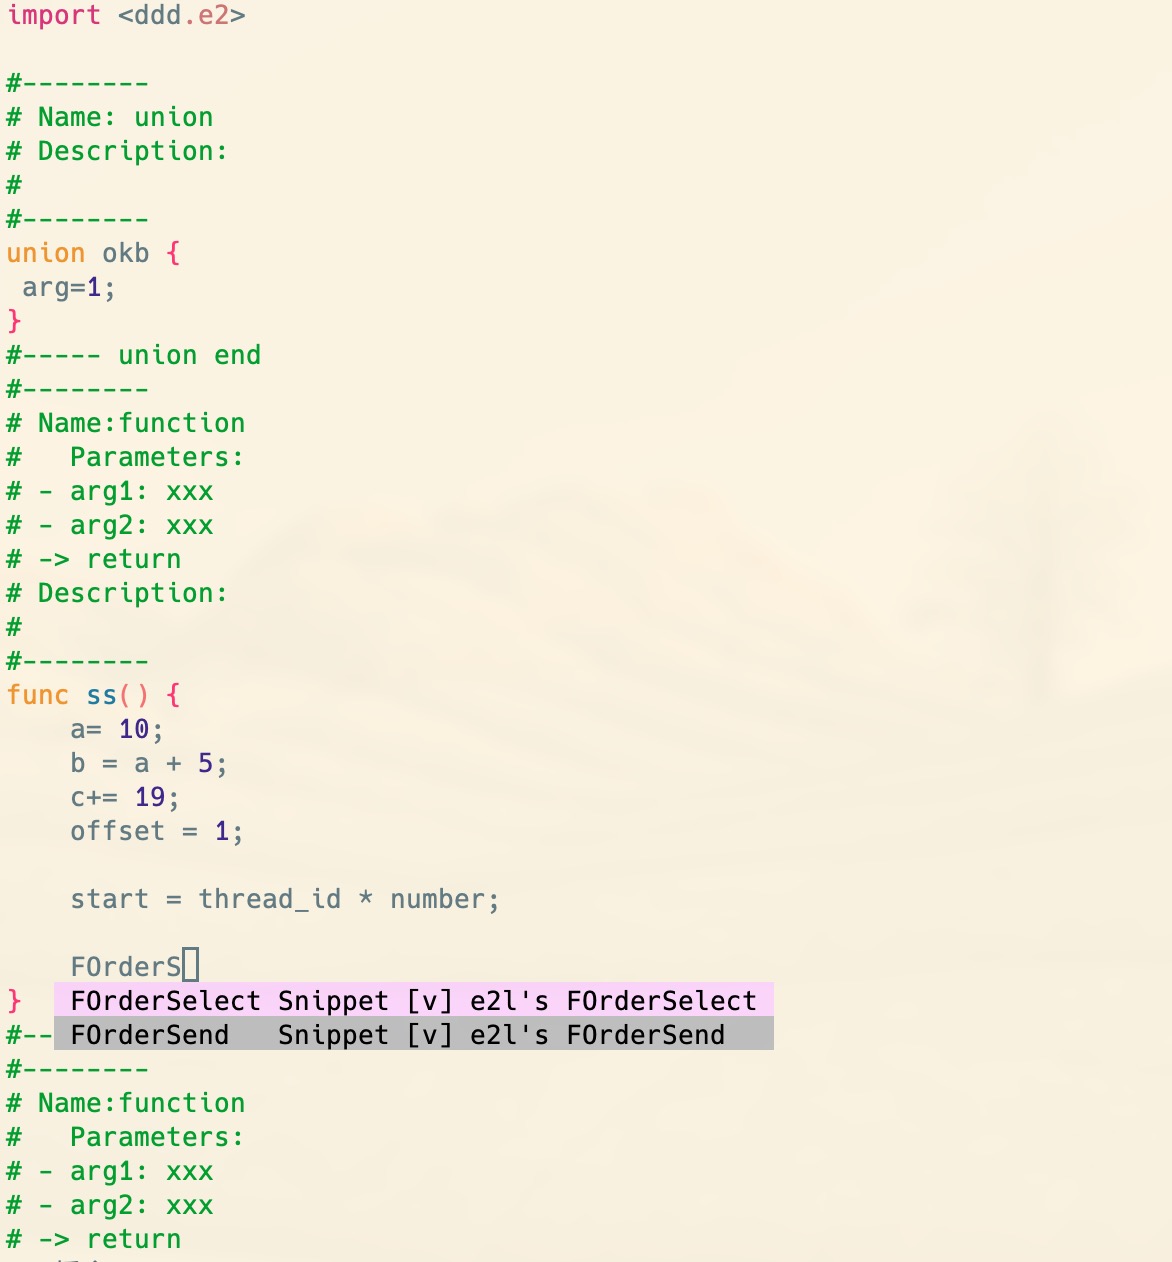 import <ddd.e2>
#--------
# Name: union
# Description:
#
#--------
union okb {
 arg=1;
}
#----- union end
#--------
# Name:function
#   Parameters:
# - arg1: xxx
# - arg2: xxx
# -> return
# Description:
#
#--------
func ss() {
    a= 10;
    b = a + 5;
    c+= 19;
    offset = 1;
    start = thread_id * number;
    FOrderS
}   FOrderSelect Snippet [v] e2l's FOrderSelect
#-- FOrderSend   Snippet [v] e2l's FOrderSend
#--------
# Name:function
#   Parameters:
# - arg1: xxx
# - arg2: xxx
# -> return